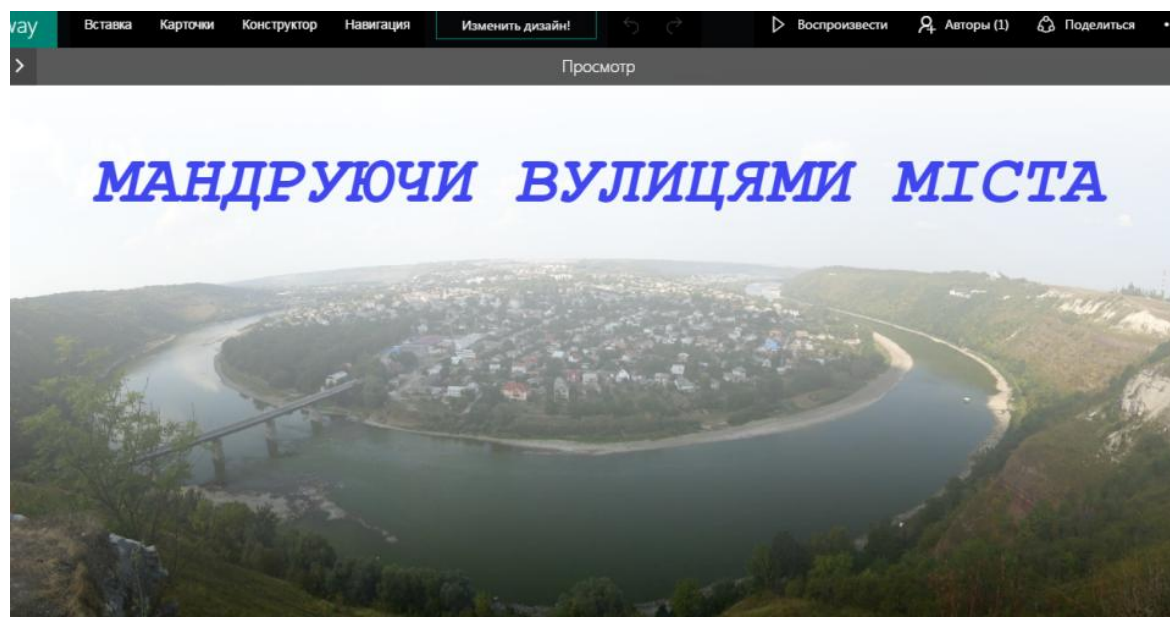 way Вставка Карточки Конструктор Навигация Изменить дизайн! Воспроизвести Авторы (1) Поделиться
Просмотр
МАНДРУЮЧИ ВУЛИЦЯМИ МІСТА